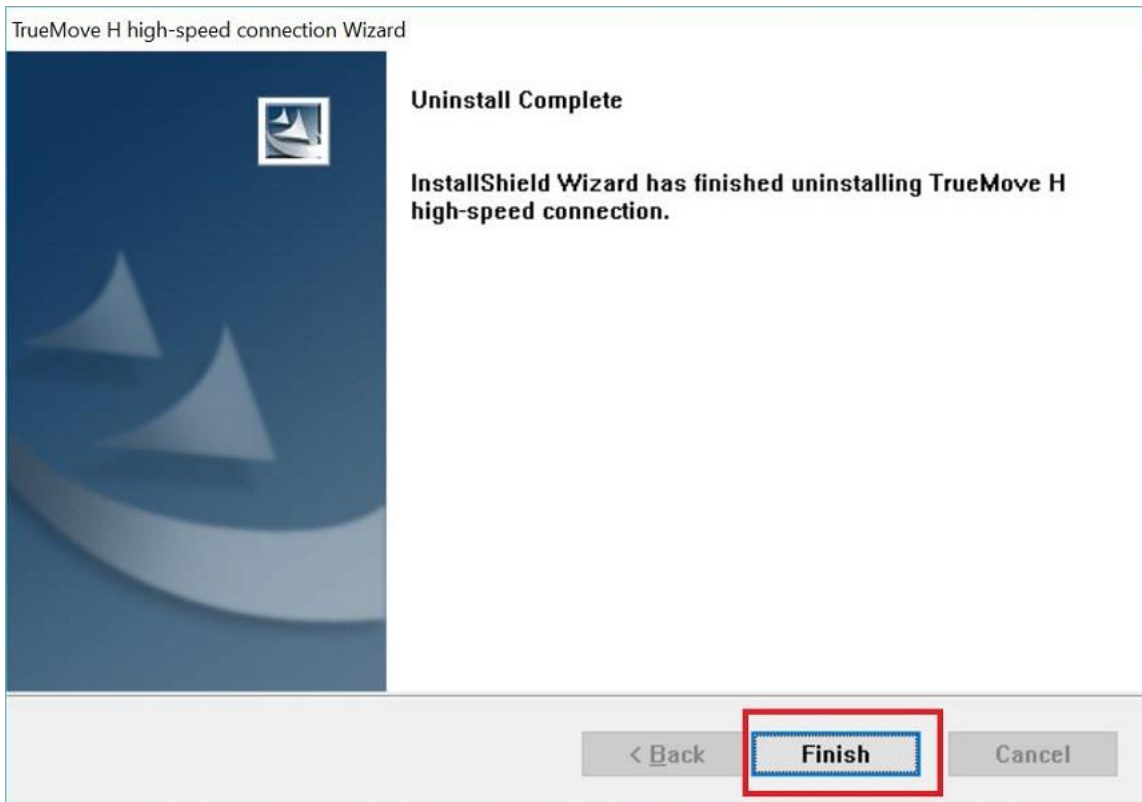 TrueMove H high-speed connection Wizard
Uninstall Complete
InstallShield Wizard has finished uninstalling TrueMove H
high-speed connection.
< Back Finish Cancel